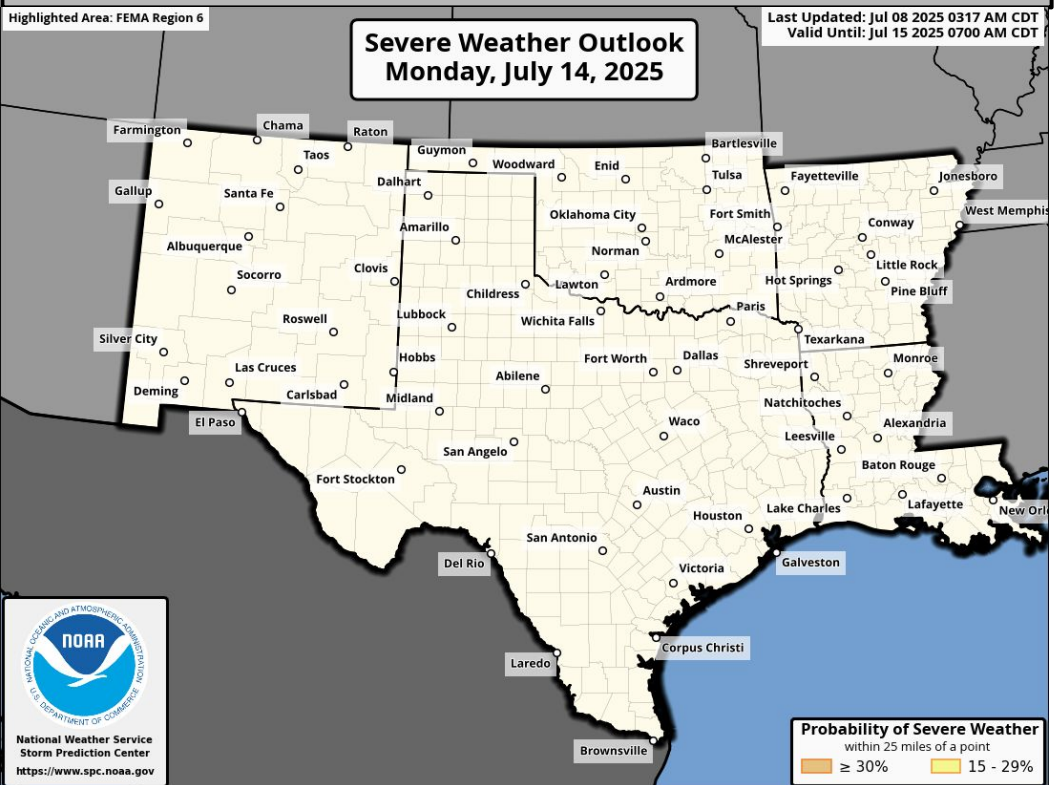 Highlighted Area: FEMA Region 6
Severe Weather Outlook
Monday, July 14, 2025
Last Updated: Jul 08 2025 0317 AM CDT
Valid Until: Jul 15 2025 0700 AM CDT
Farmington
Chama
Raton
Taos
Guymon
Woodward
Enid
Bartlesville
Tulsa
Fayetteville
Jonesboro
Gallup
Santa Fe
Dalhart
Oklahoma City
Fort Smith
West Memphis
Albuquerque
Amarillo
Norman
McAlester
Conway
Socorro
Clovis
Childress
Lawton
Ardmore
Hot Springs
Little Rock
Pine Bluff
Roswell
Lubbock
Wichita Falls
Paris
Texarkana
Silver City
Las Cruces
Hobbs
Fort Worth
Dallas
Shreveport
Monroe
Deming
Carlsbad
Midland
Abilene
Natchitoches
El Paso
San Angelo
Waco
Leesville
Alexandria
Fort Stockton
Austin
Baton Rouge
Houston
Lake Charles
Lafayette
New Orl
Del Rio
San Antonio
Victoria
Galveston
Laredo
Corpus Christi
Brownsville
NATIONAL OCEANIC AND ATMOSPHERIC ADMINISTRATION
NOAA
U.S. DEPARTMENT OF COMMERCE
National Weather Service
Storm Prediction Center
https://www.spc.noaa.gov
Probability of Severe Weather
within 25 miles of a point
≥ 30%
15 - 29%